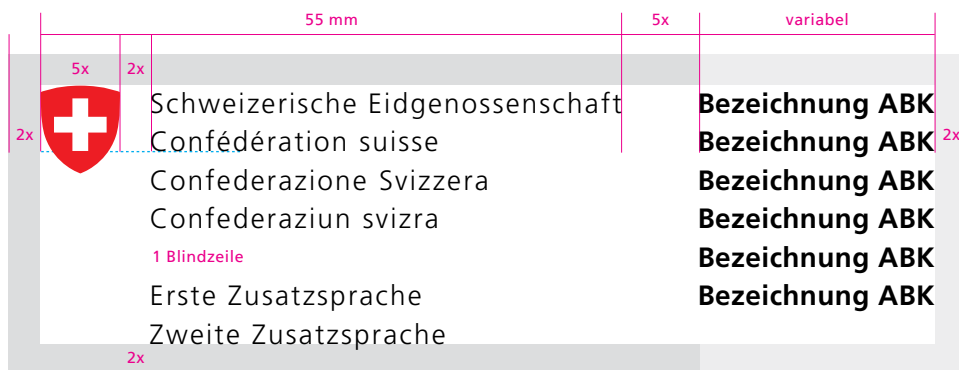 55 mm 5x variabel
5x 2x
Schweizerische Eidgenossenschaft Bezeichnung ABK
2x Confédération suisse Bezeichnung ABK 2x
Confederazione Svizzera Bezeichnung ABK
Confederaziun svizra Bezeichnung ABK
1 Blindzeile Bezeichnung ABK
Erste Zusatzsprache Bezeichnung ABK
Zweite Zusatzsprache
2x